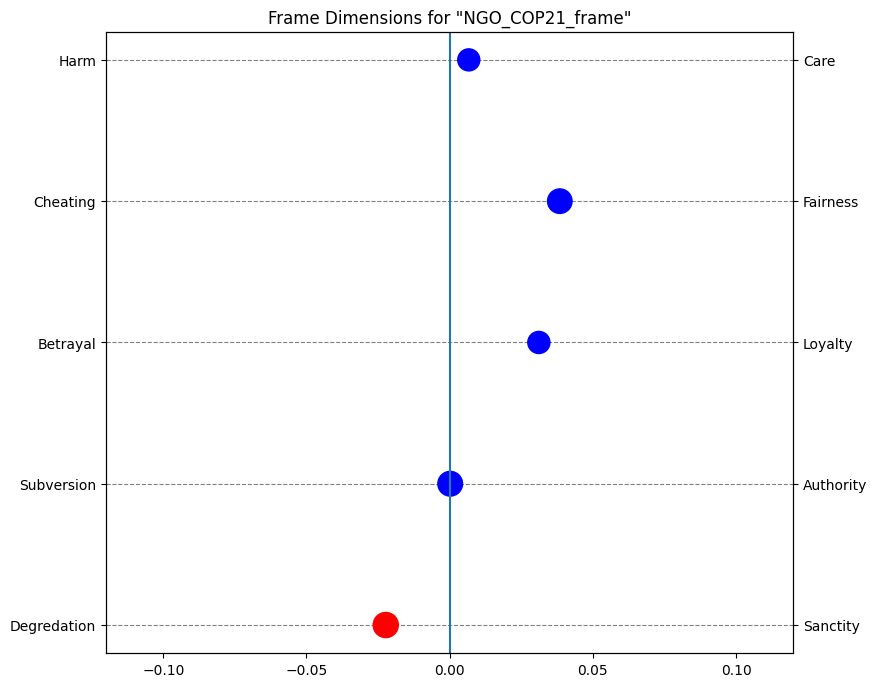 Frame Dimensions for "NGO_COP21_frame"
Harm
Care
Cheating
Fairness
Betrayal
Loyalty
Subversion
Authority
Degredation
Sanctity
−0.10
−0.05
0.00
0.05
0.10